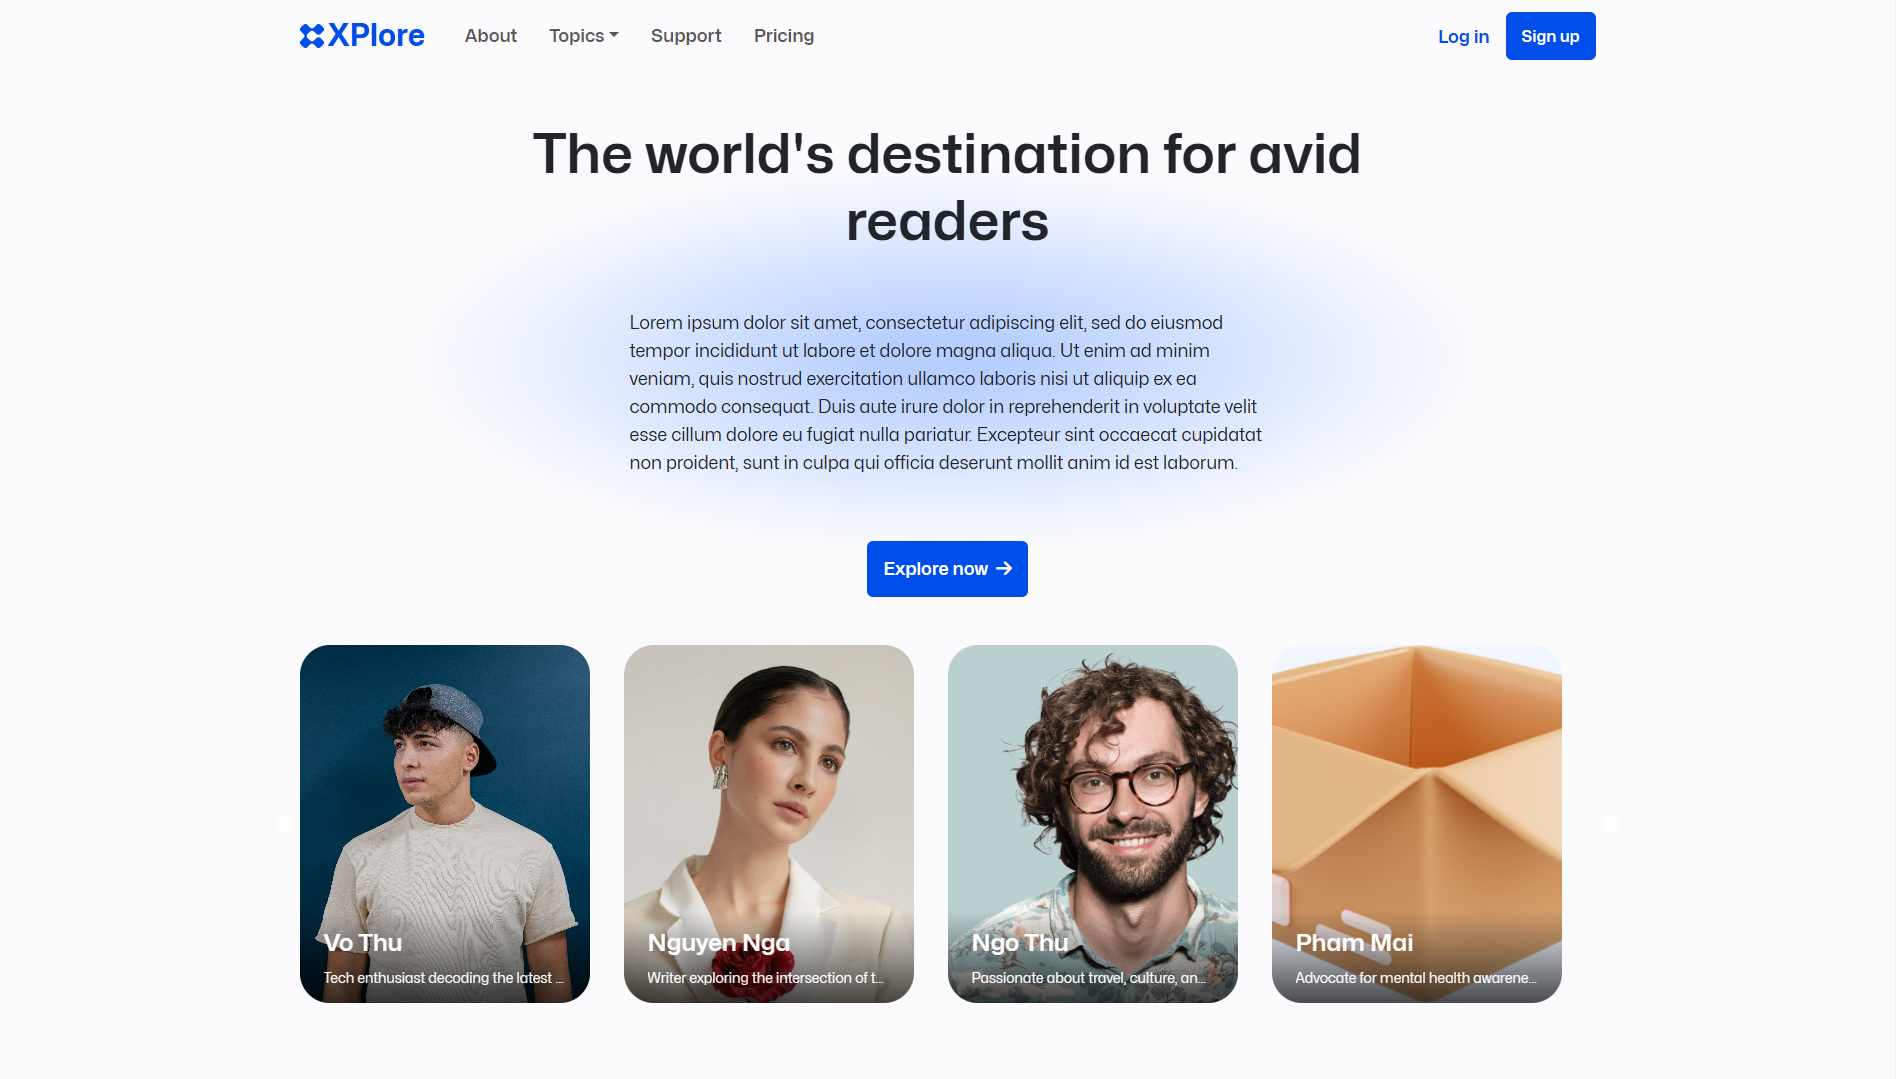 XPlore
About
Topics
Support
Pricing
Log in
Sign up
The world's destination for avid
readers
Lorem ipsum dolor sit amet, consectetur adipiscing elit, sed do eiusmod
tempor incididunt ut labore et dolore magna aliqua. Ut enim ad minim
veniam, quis nostrud exercitation ullamco laboris nisi ut aliquip ex ea
commodo consequat. Duis aute irure dolor in reprehenderit in voluptate velit
esse cillum dolore eu fugiat nulla pariatur. Excepteur sint occaecat cupidatat
non proident, sunt in culpa qui officia deserunt mollit anim id est laborum.
Explore now
Vo Thu
Tech enthusiast decoding the latest ...
Nguyen Nga
Writer exploring the intersection of t...
Ngo Thu
Passionate about travel, culture, an...
Pham Mai
Advocate for mental health awarene...